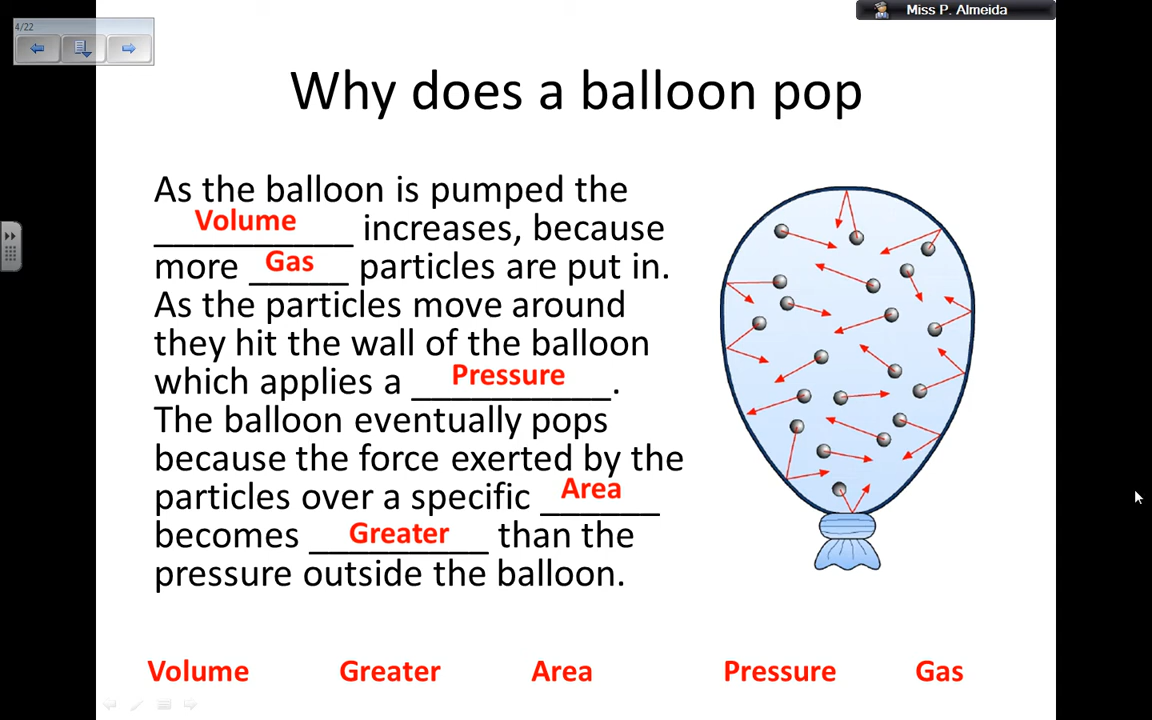 Miss P. Almeida
4/22
Why does a balloon pop
As the balloon is pumped the
Volume increases, because
more Gas particles are put in.
As the particles move around
they hit the wall of the balloon
which applies a Pressure.
The balloon eventually pops
because the force exerted by the
particles over a specific Area
becomes Greater than the
pressure outside the balloon.
Volume Greater Area Pressure Gas